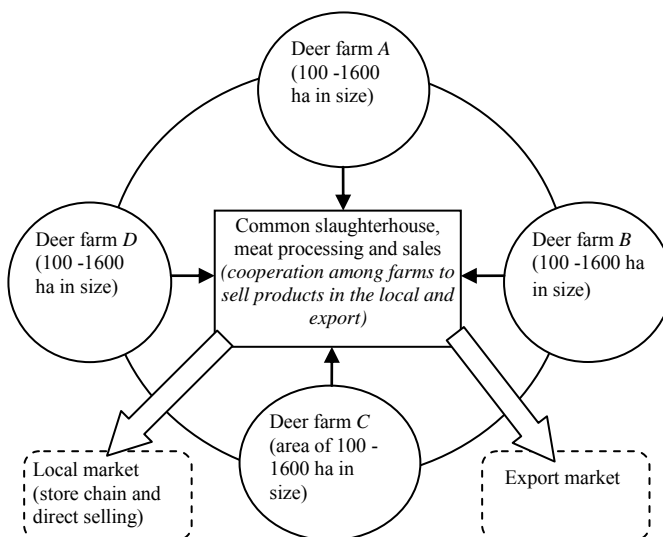 Deer farm A
(100 -1600
ha in size)
Deer farm D
(100 -1600
ha in size)
Common slaughterhouse,
meat processing and sales
(cooperation among farms to
sell products in the local and
export)
Deer farm B
(100 -1600 ha
in size)
Deer farm C
(area of 100 -
1600 ha in
size)
Local market
(store chain and
direct selling)
Export market